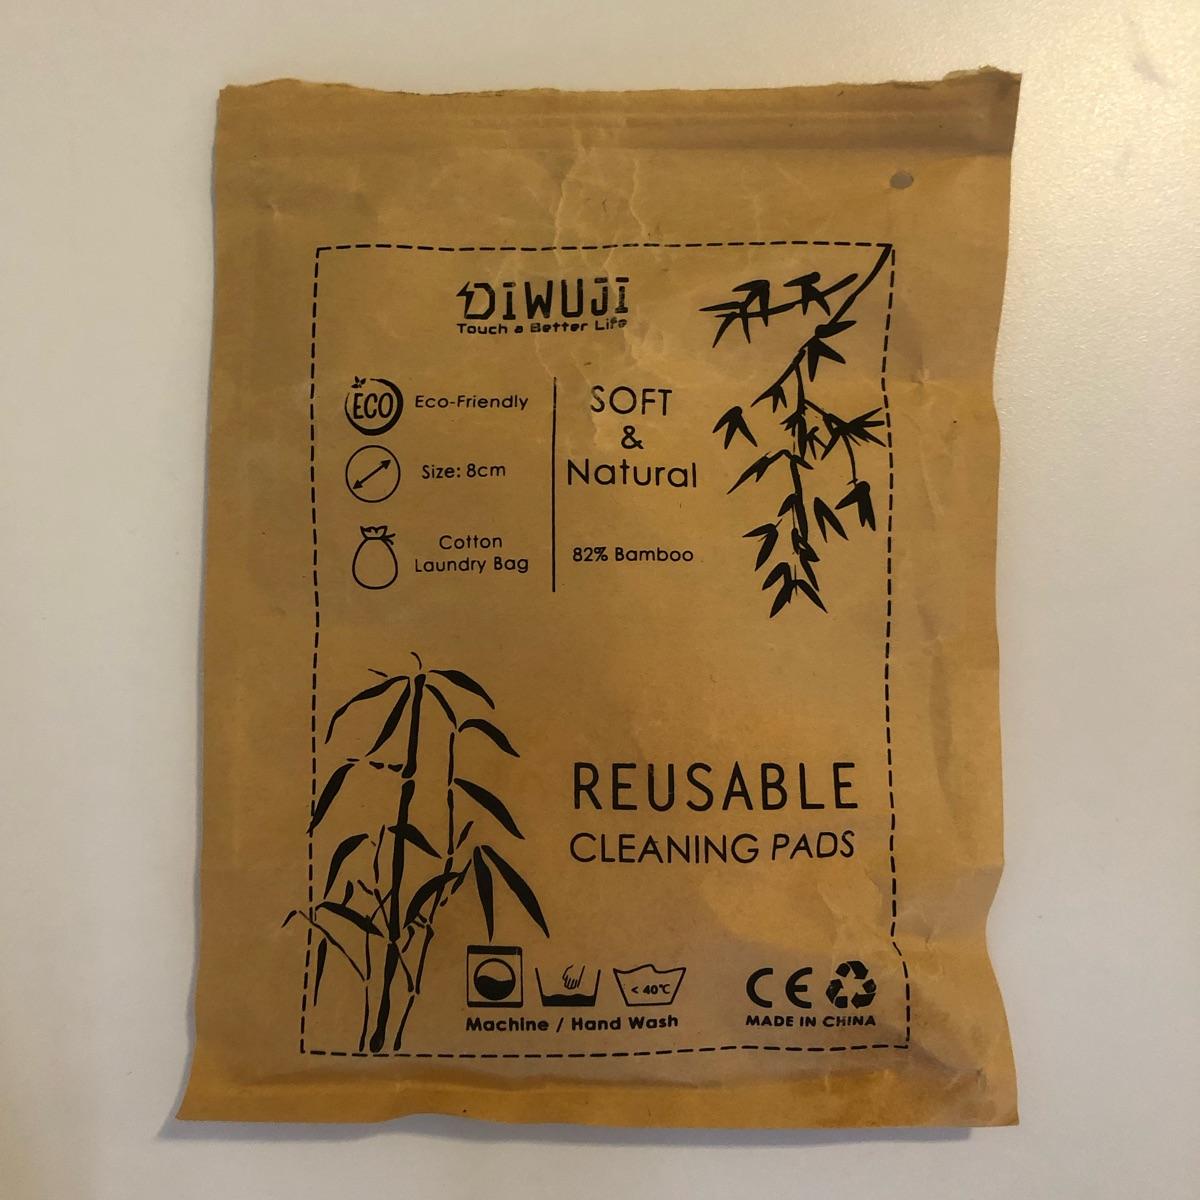 DIWUJI
Touch a Better Life
ECO
Eco-Friendly
Size: 8cm
Cotton
Laundry Bag
SOFT
&
Natural
82% Bamboo
REUSABLE
CLEANING PADS
< 40℃
Machine / Hand Wash
CE
MADE IN CHINA